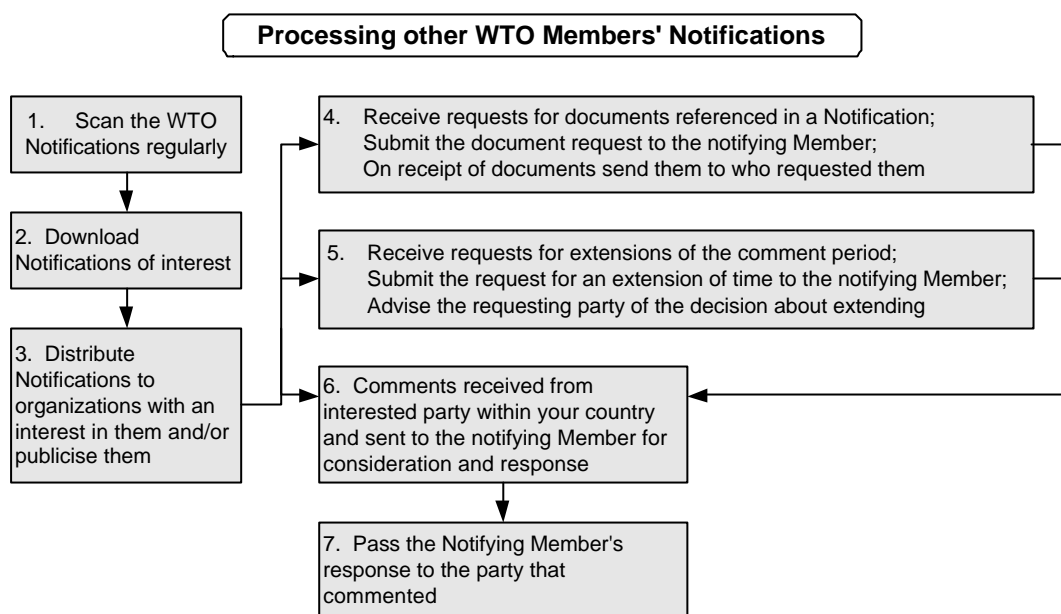 Processing other WTO Members' Notifications
1. Scan the WTO
Notifications regularly
2. Download
Notifications of interest
3. Distribute
Notifications to
organizations with an
interest in them and/or
publicise them
4. Receive requests for documents referenced in a Notification;
Submit the document request to the notifying Member;
On receipt of documents send them to who requested them
5. Receive requests for extensions of the comment period;
Submit the request for an extension of time to the notifying Member;
Advise the requesting party of the decision about extending
6. Comments received from
interested party within your country
and sent to the notifying Member for
consideration and response
7. Pass the Notifying Member's
response to the party that
commented